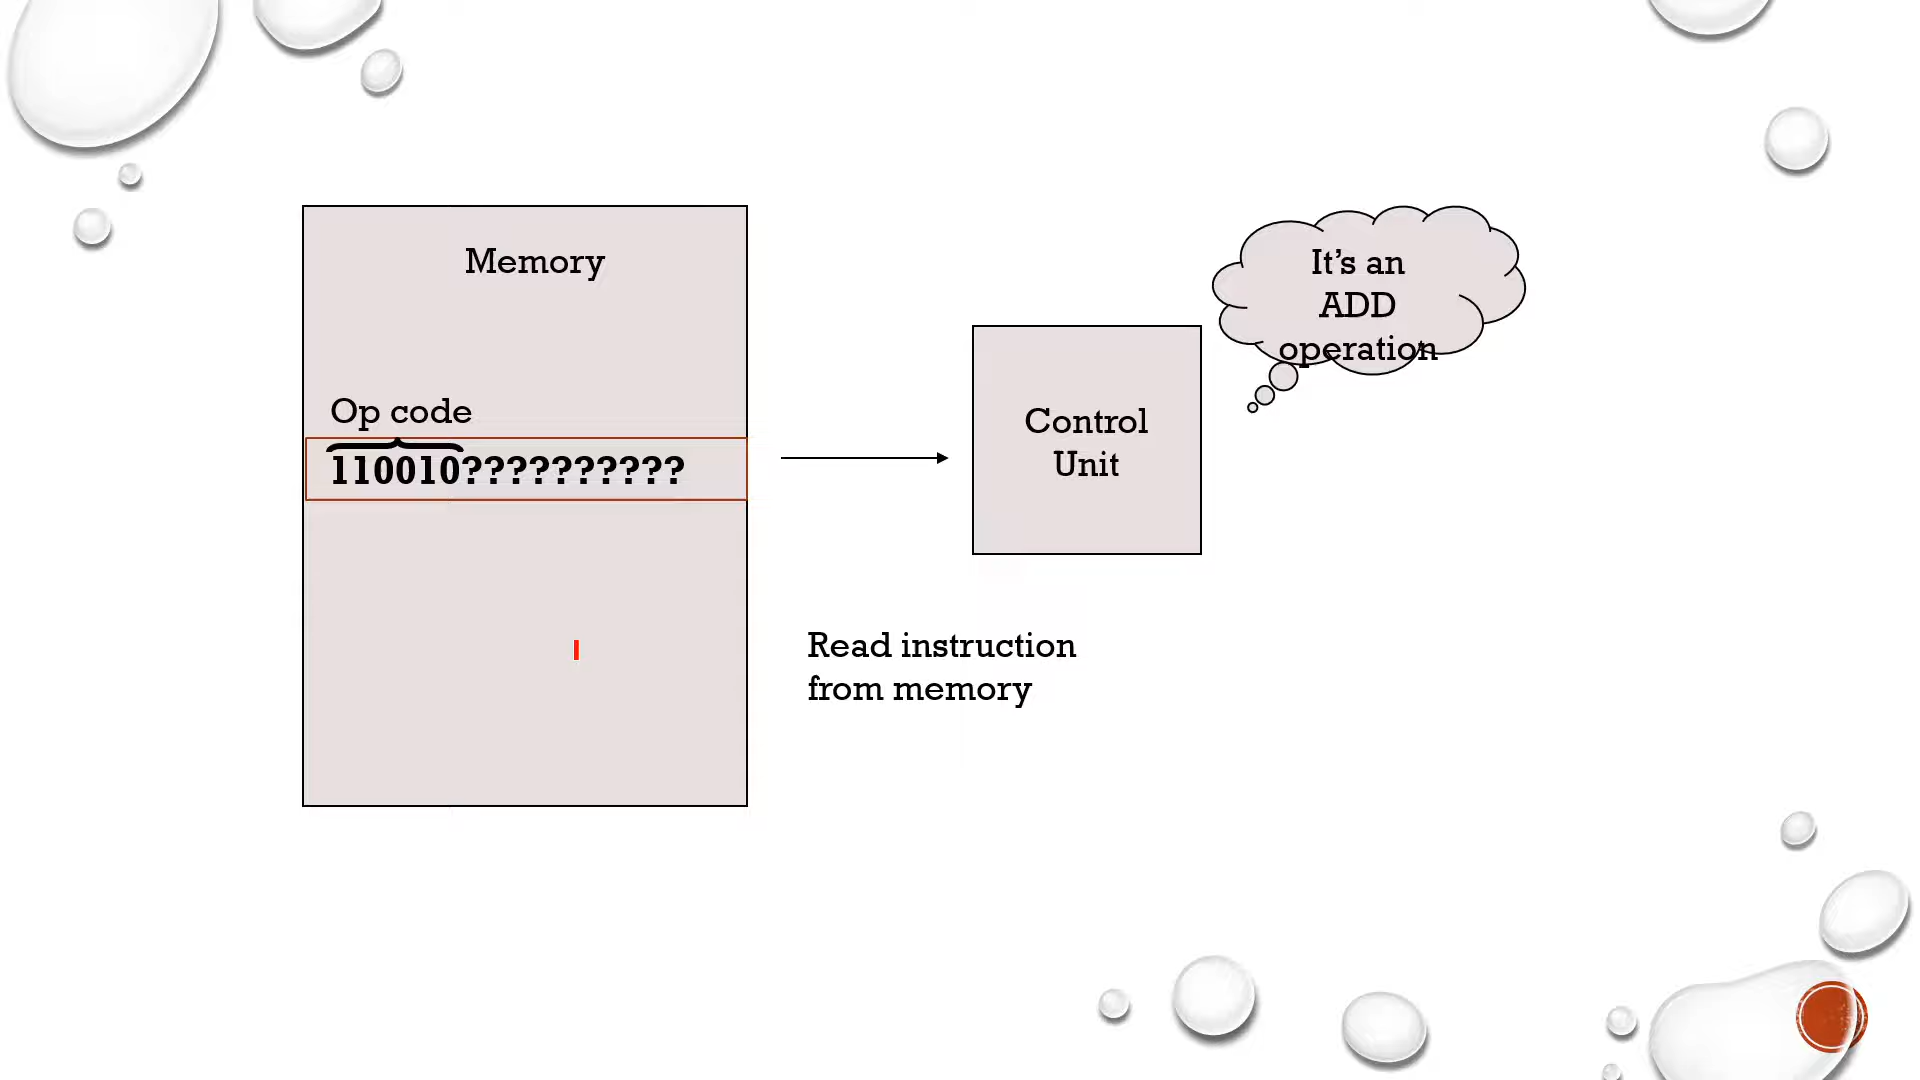 Memory
It’s an
ADD
operation
Op code
110010??????????
Control
Unit
Read instruction
from memory